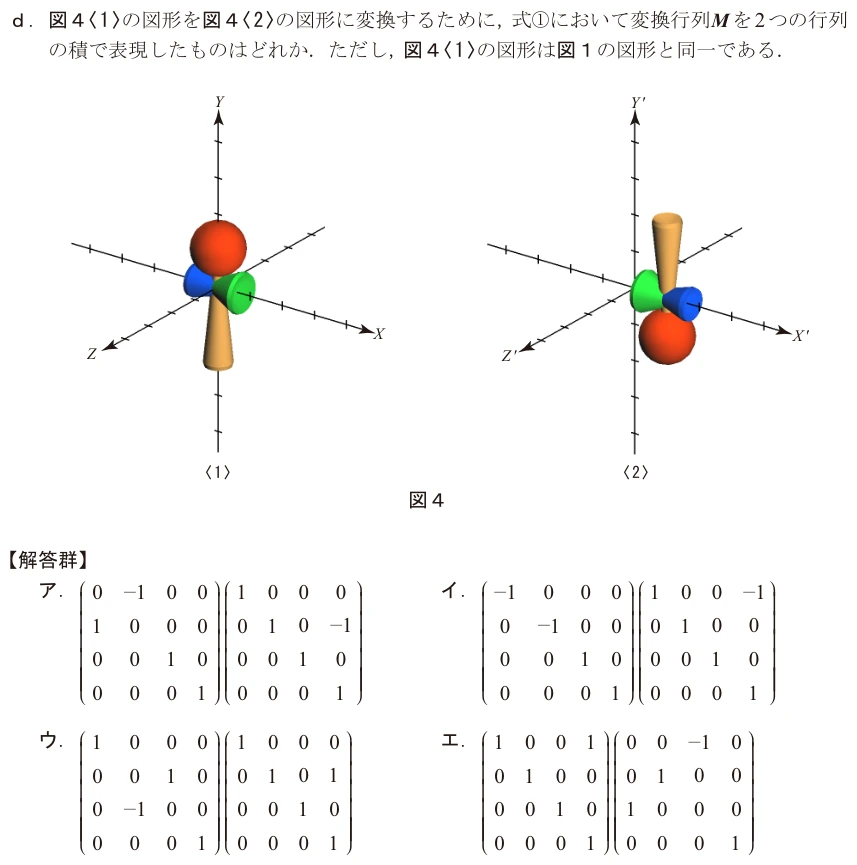 d. 図4〈1〉の図形を図4〈2〉の図形に変換するために，式①において変換行列Mを2つの行列
の積で表現したものはどれか．ただし，図4〈1〉の図形は図1の図形と同一である．
Y
X
Z
〈1〉
Y′
X′
Z′
〈2〉
図4
【解答群】
ア.
0 −1 0 0 1 0 0 0
1 0 0 0 0 1 0 −1
0 0 1 0 0 0 1 0
0 0 0 1 0 0 0 1
イ.
−1 0 0 0 1 0 0 −1
0 −1 0 0 0 1 0 0
0 0 1 0 0 0 1 0
0 0 0 1 0 0 0 1
ウ.
1 0 0 0 1 0 0 0
0 0 1 0 0 1 0 1
0 −1 0 0 0 0 1 0
0 0 0 1 0 0 0 1
エ.
1 0 0 1 0 0 −1 0
0 1 0 0 0 1 0 0
0 0 1 0 1 0 0 0
0 0 0 1 0 0 0 1